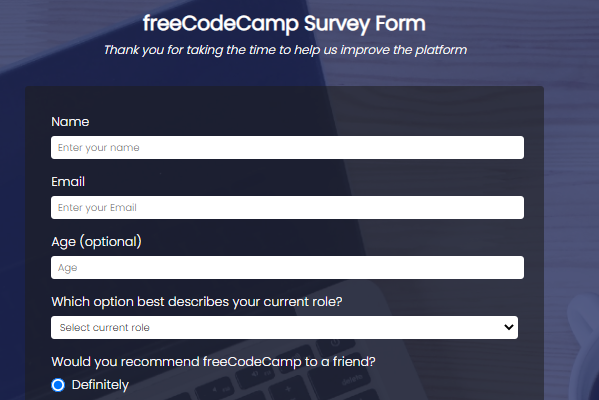 freeCodeCamp Survey Form
Thank you for taking the time to help us improve the platform
Name
Enter your name
Email
Enter your Email
Age (optional)
Age
Which option best describes your current role?
Select current role
Would you recommend freeCodeCamp to a friend?
Definitely